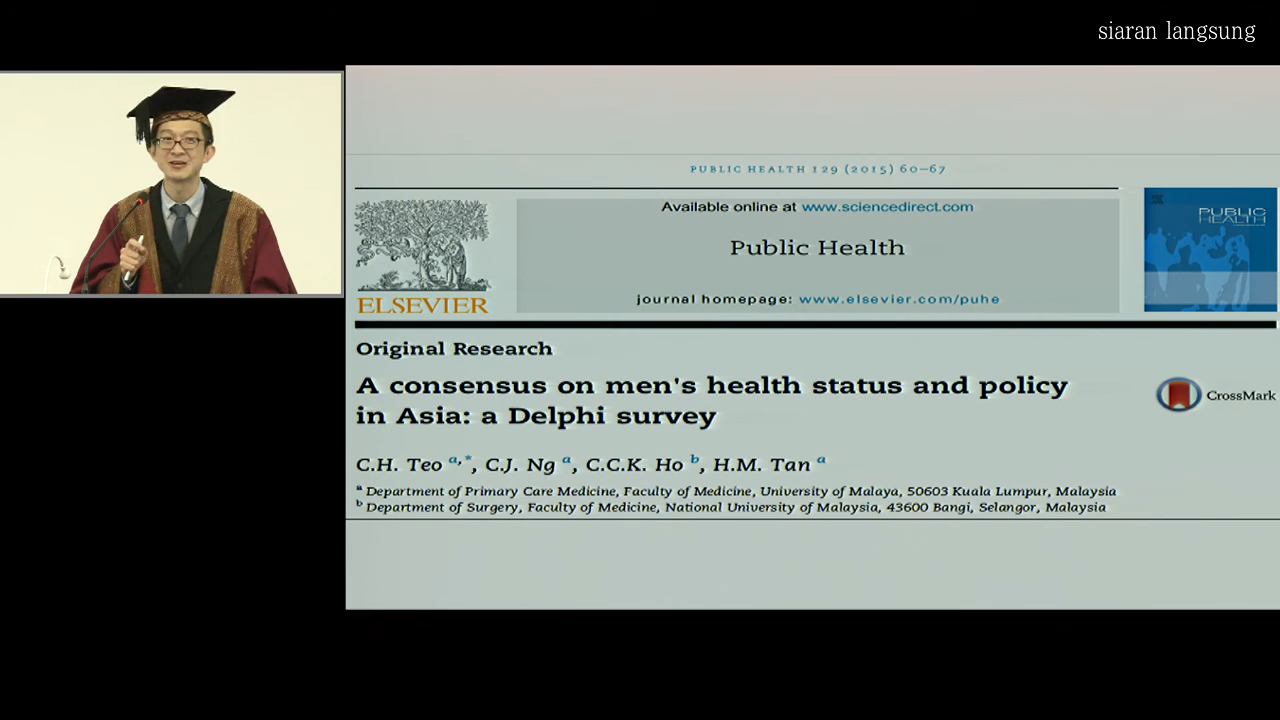 siaran langsung
PUBLIC HEALTH 129 (2015) 60–67
Available online at www.sciencedirect.com
Public Health
journal homepage: www.elsevier.com/puhe
ELSEVIER
PUBLIC
HEALTH
Original Research
A consensus on men's health status and policy
in Asia: a Delphi survey
CrossMark
C.H. Teo a,*, C.J. Ng a, C.C.K. Ho b, H.M. Tan a
a Department of Primary Care Medicine, Faculty of Medicine, University of Malaya, 50603 Kuala Lumpur, Malaysia
b Department of Surgery, Faculty of Medicine, National University of Malaysia, 43600 Bangi, Selangor, Malaysia